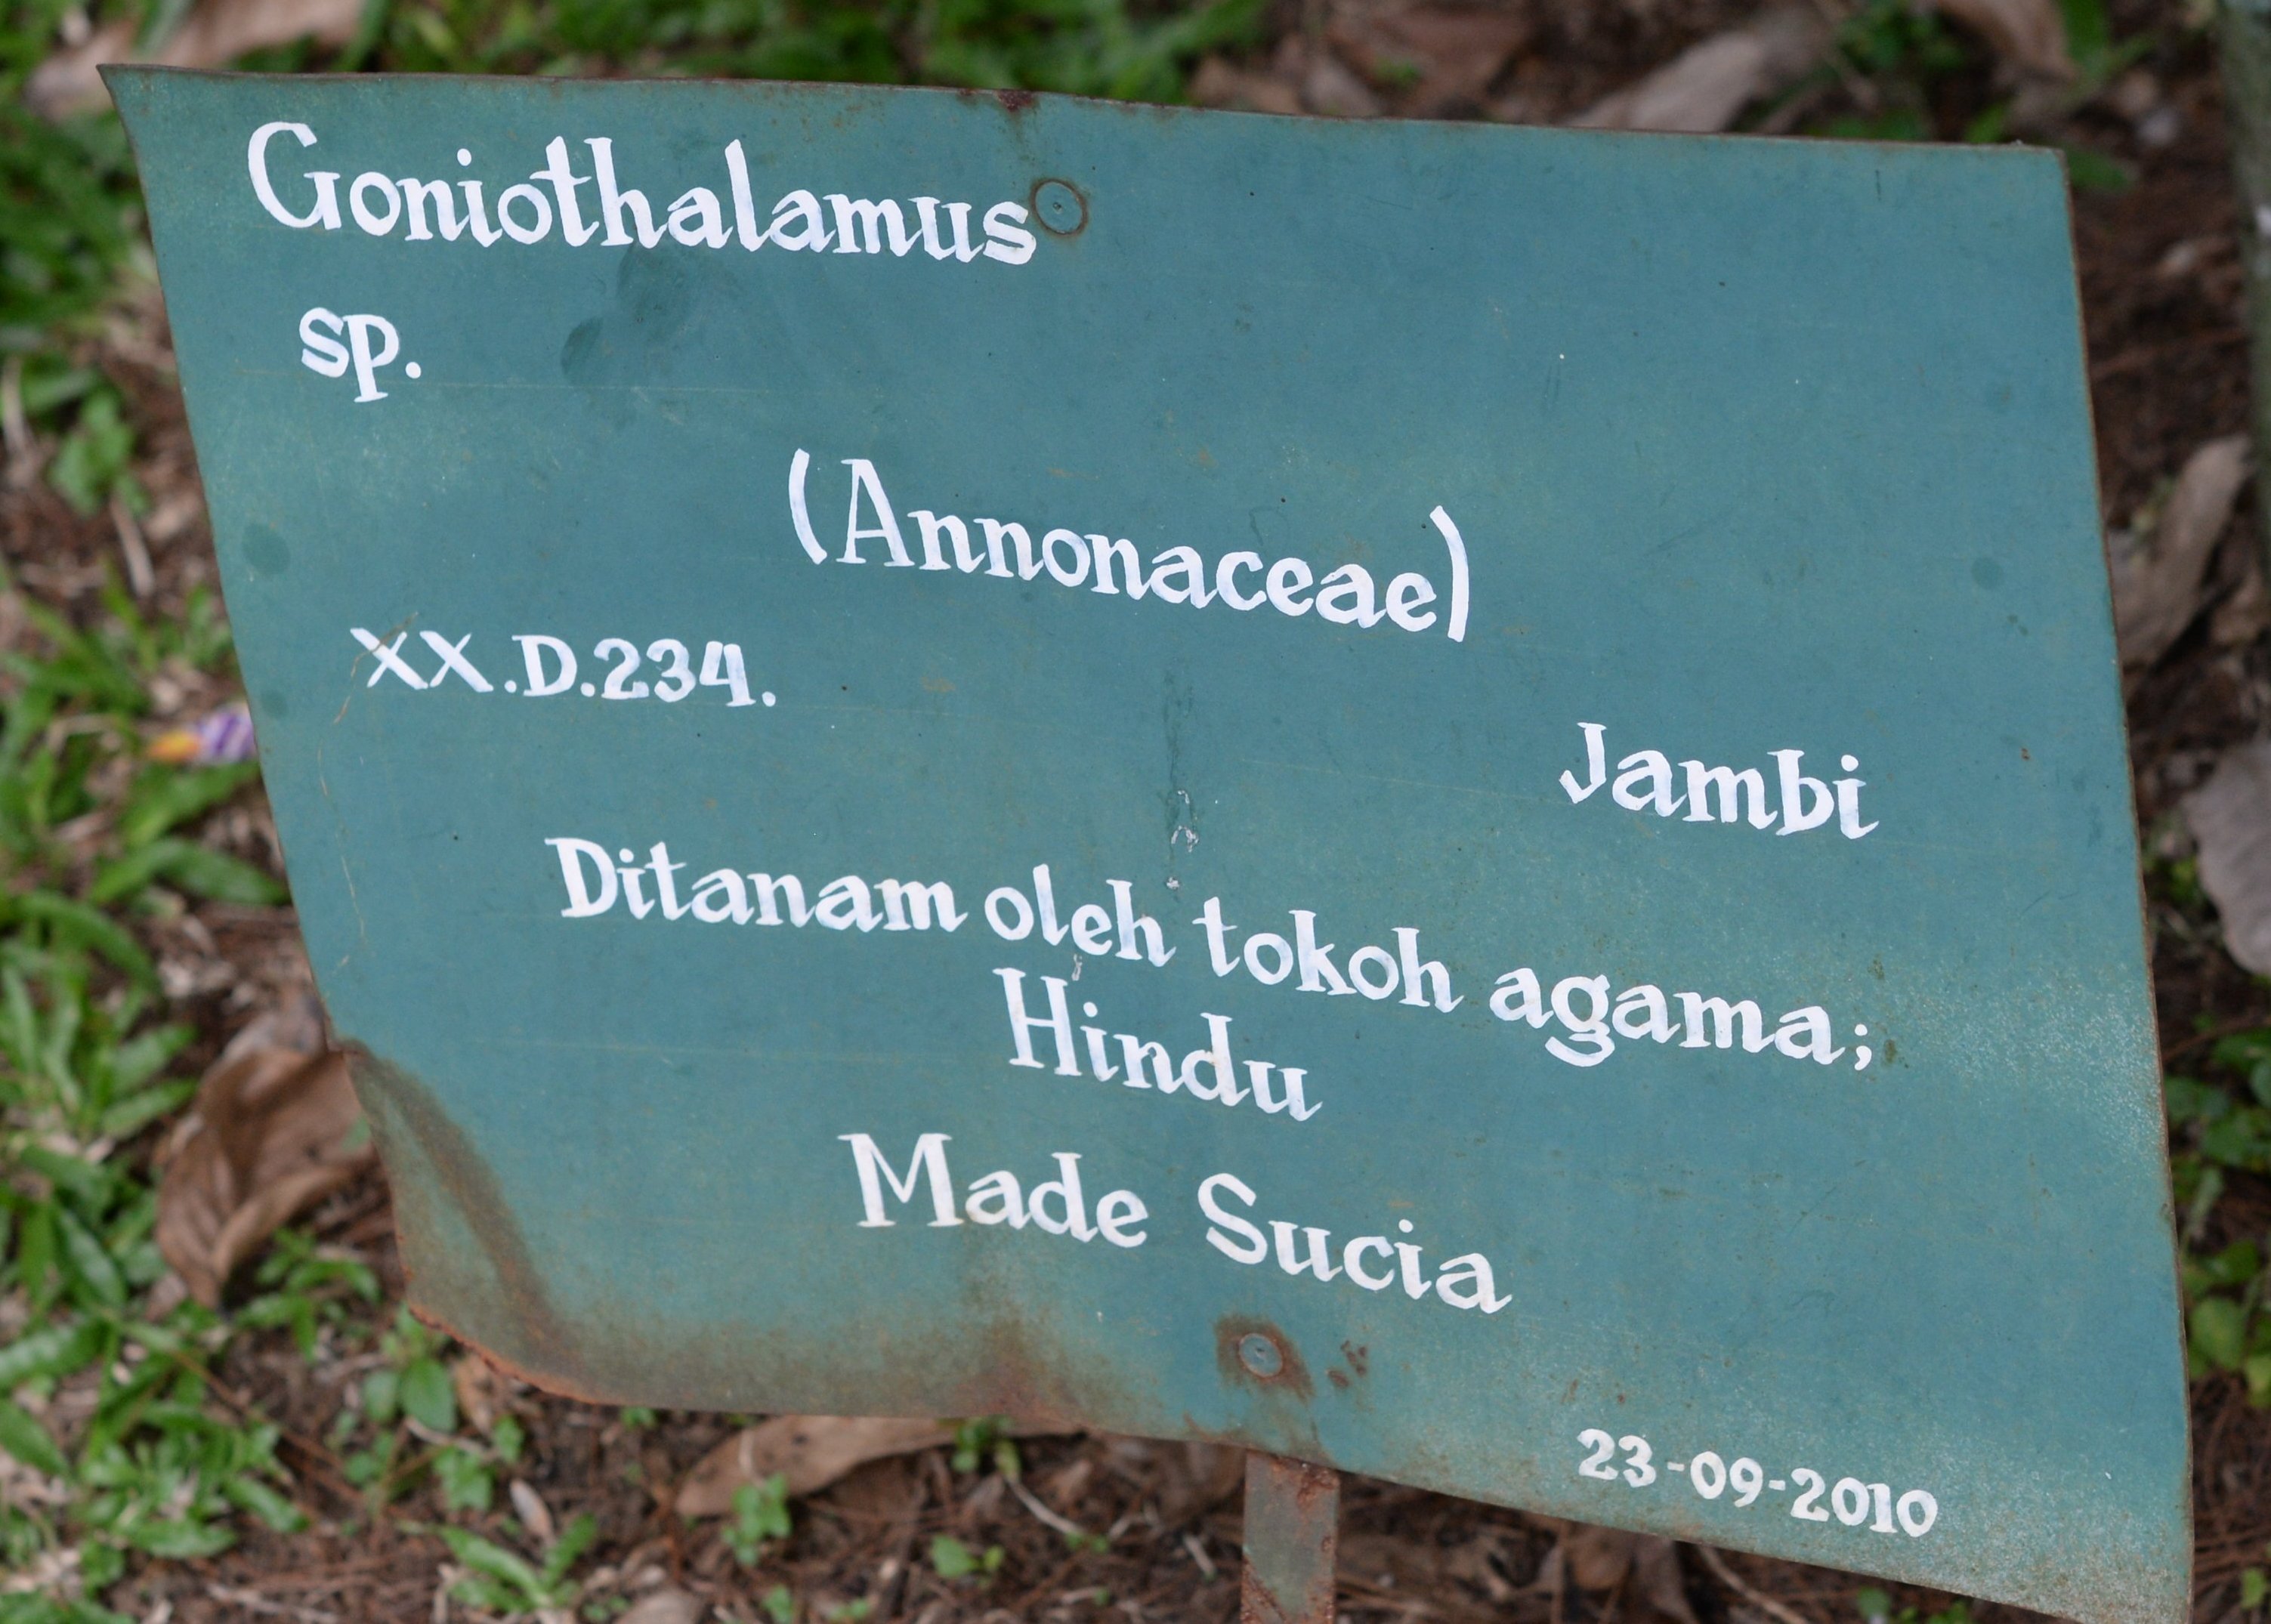 Goniothalamus
sp.
(Annonaceae)
XX.D.234.
Jambi
Ditanam oleh tokoh agama;
Hindu
Made Sucia
23-09-2010